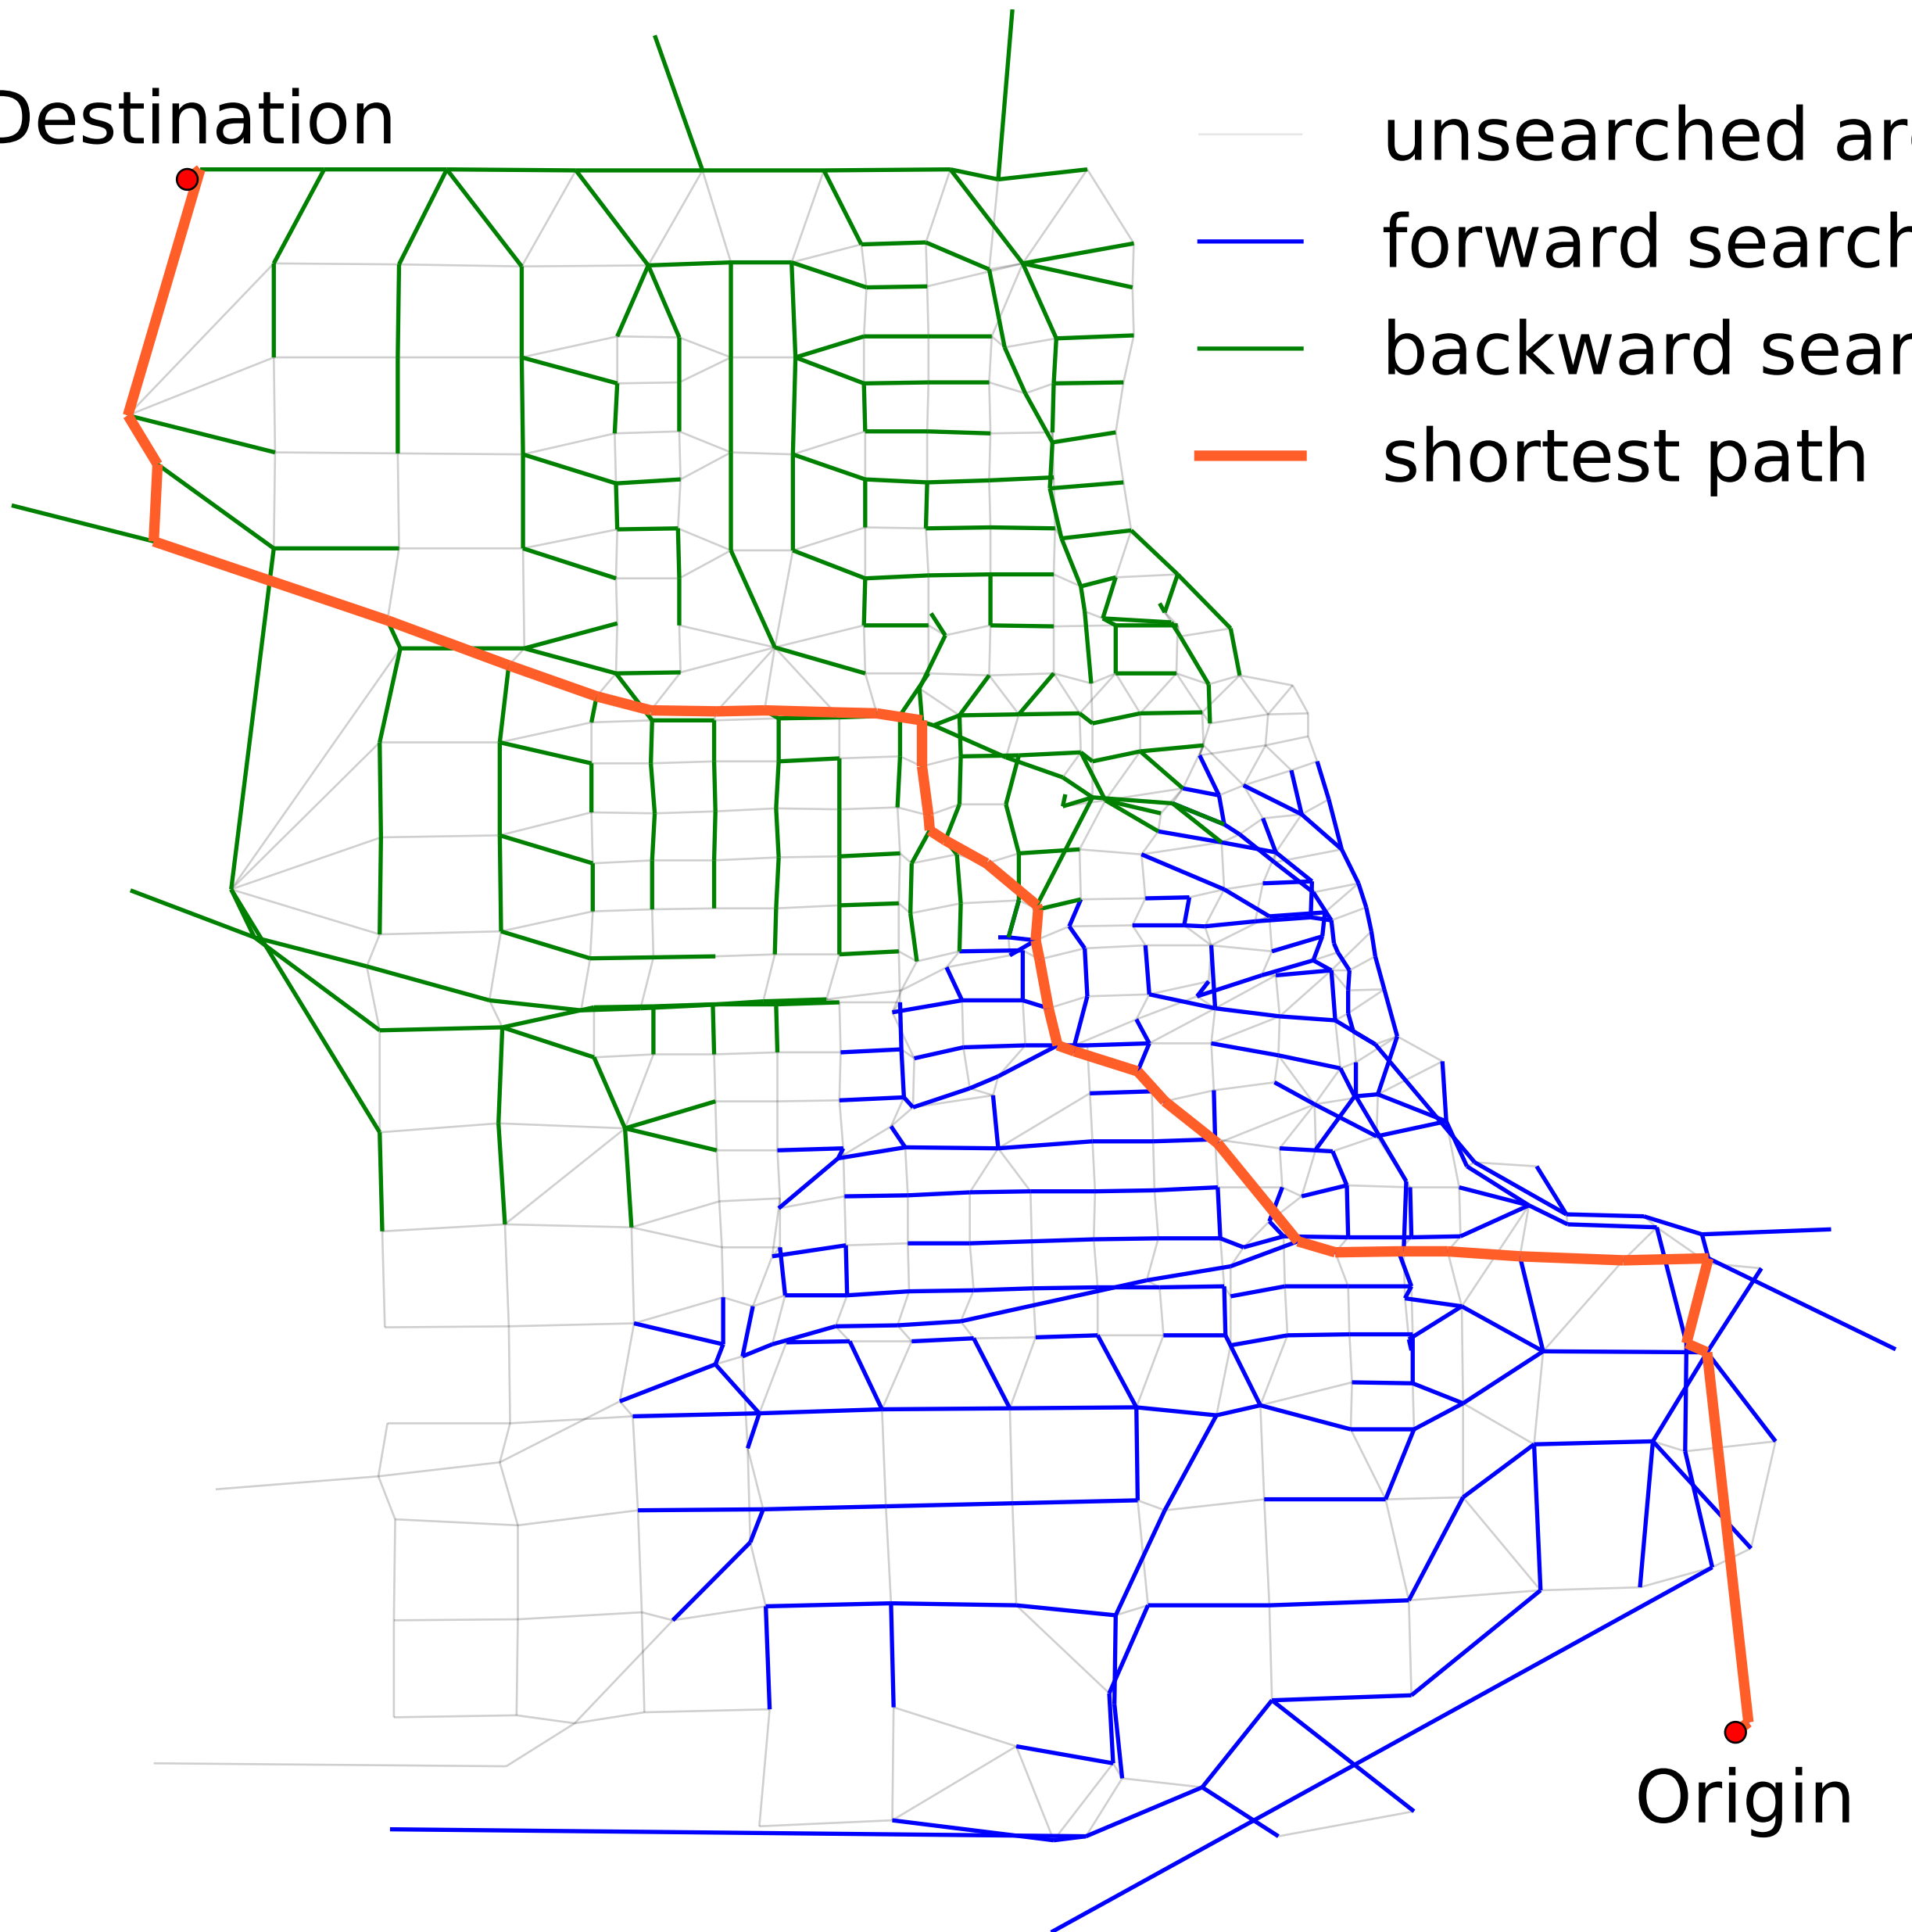 Destination
unsearched ar
forward search
backward sear
shortest path
Origin